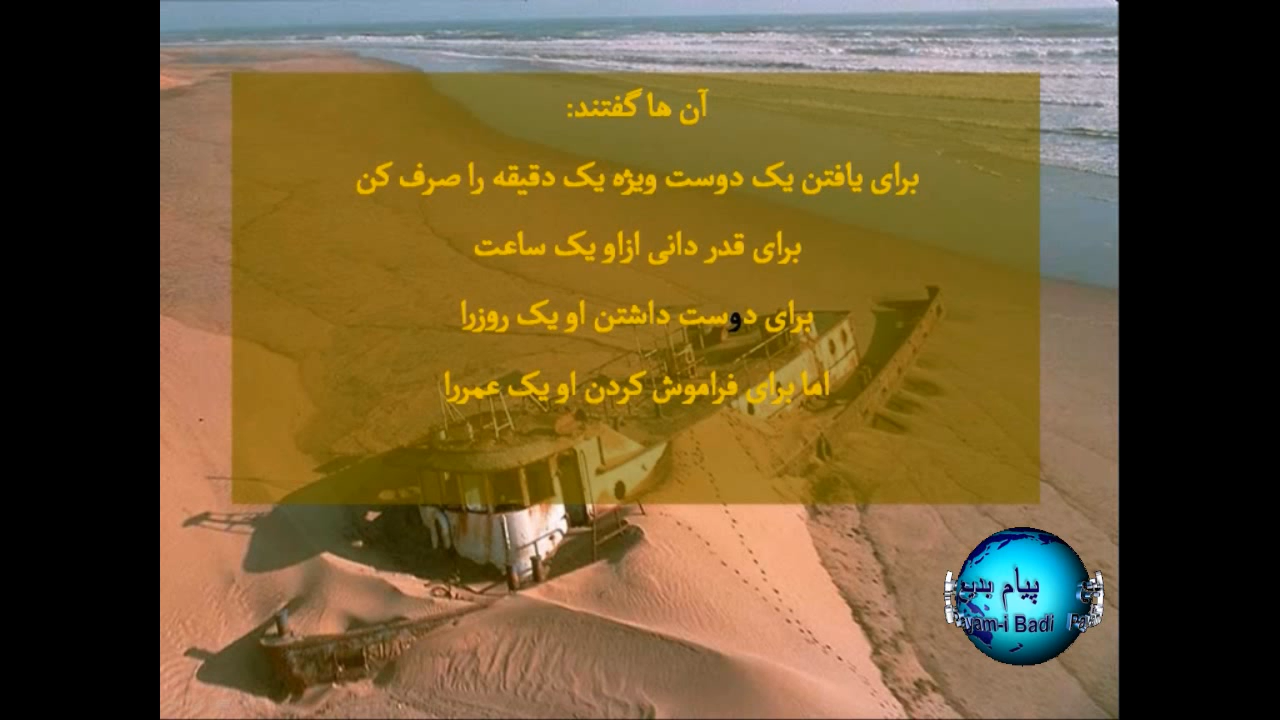 آن ها گفتند:
برای یافتن یک دوست ویژه یک دقیقه را صرف کن
برای قدر دانی ازاو یک ساعت
برای دوست داشتن او یک روزرا
اما برای فراموش کردن او یک عمررا
پیام بدیع
Payam-i Badi